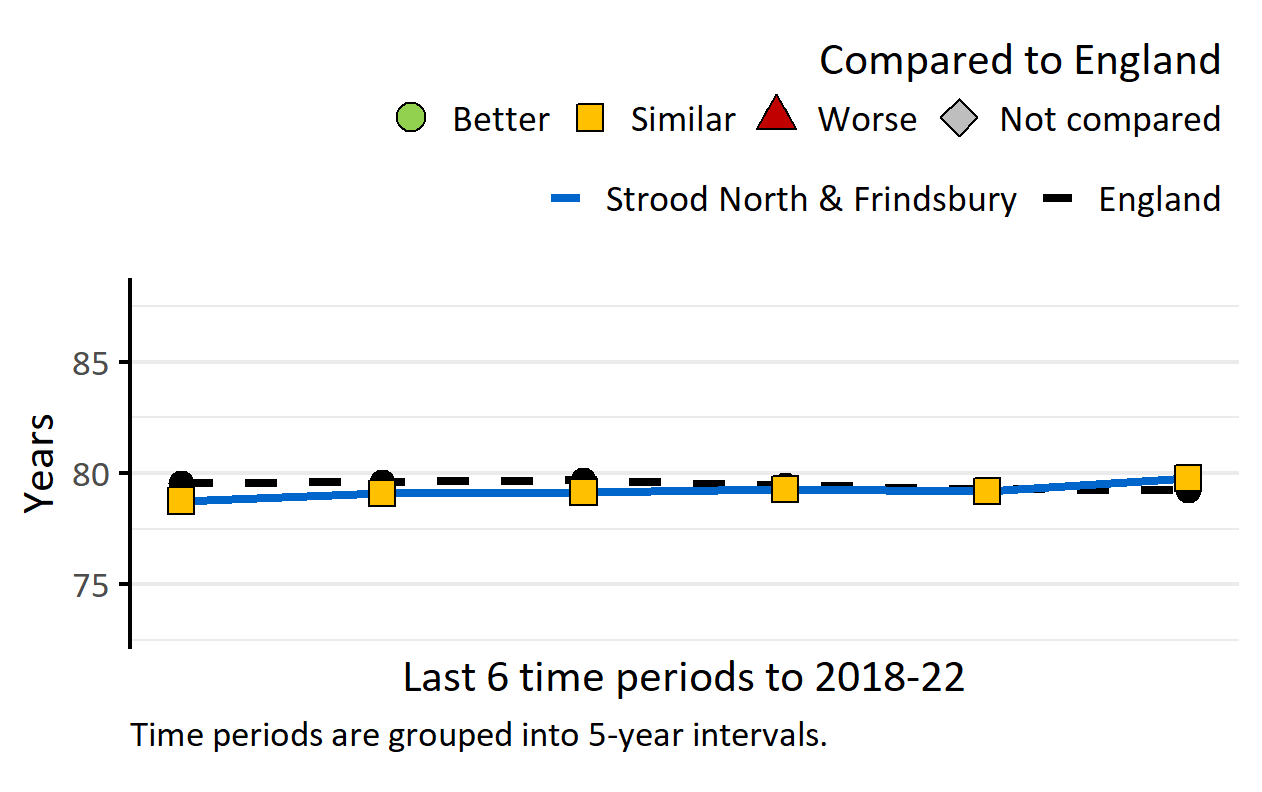 Compared to England
Better Similar Worse Not compared
Strood North & Frindsbury England
85
80
75
Years
Last 6 time periods to 2018-22
Time periods are grouped into 5-year intervals.